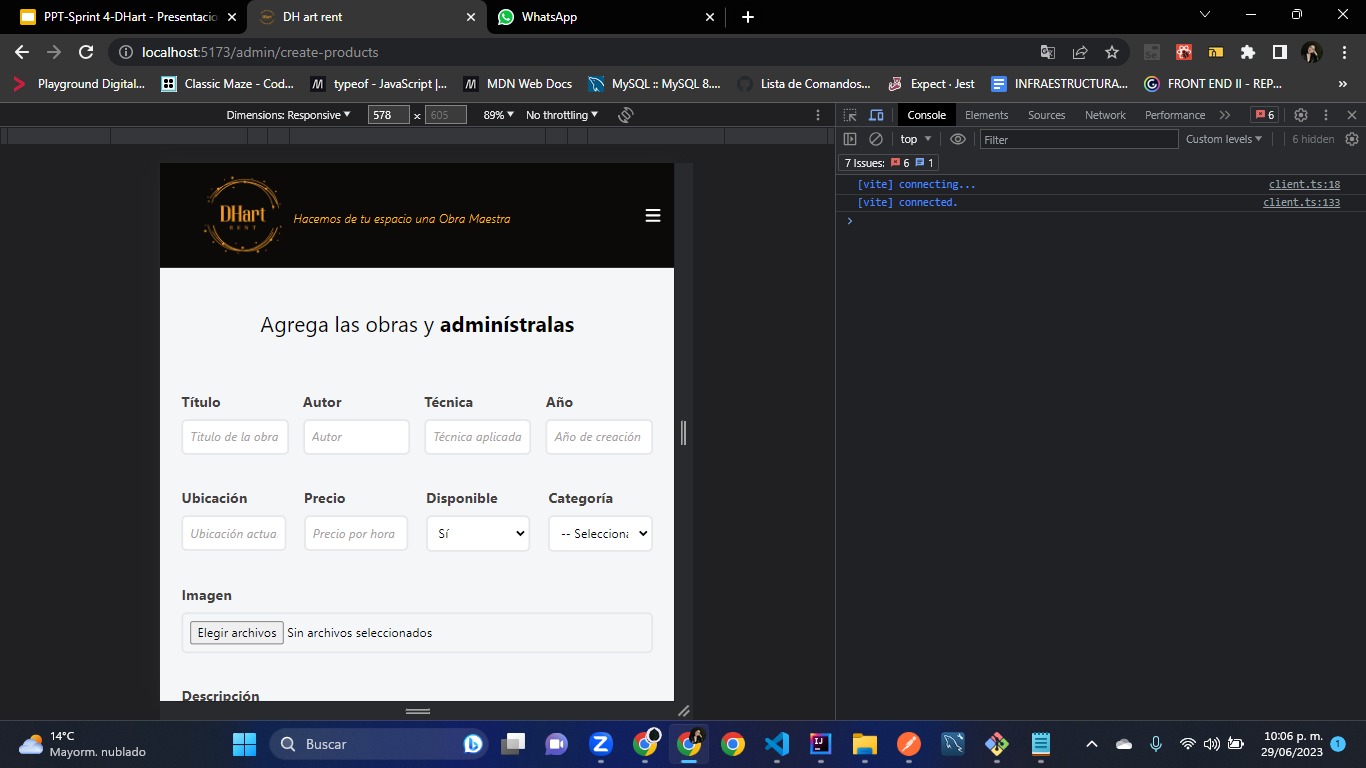 PPT-Sprint 4-DHart - Presentacio
DH art rent
WhatsApp
localhost:5173/admin/create-products
Playground Digital...
Classic Maze - Cod...
typeof - JavaScript |...
MDN Web Docs
MySQL :: MySQL 8....
Lista de Comandos...
Expect · Jest
INFRAESTRUCTURA...
FRONT END II - REP...
Dimensions: Responsive
578 x 605
89%
No throttling
Console
Elements
Sources
Network
Performance
6
top
Filter
Custom levels
6 hidden
7 Issues: 6 1
[vite] connecting...
client.ts:18
[vite] connected.
client.ts:133
DHart
RENT
Hacemos de tu espacio una Obra Maestra
Agrega las obras y adminístralas
Título Autor Técnica Año
Titulo de la obra Autor Técnica aplicada Año de creación
Ubicación Precio Disponible Categoría
Ubicación actua Precio por hora Sí -- Selecciona
Imagen
Elegir archivos Sin archivos seleccionados
Descripción
14°C
Mayorm. nublado
Buscar
10:06 p. m.
29/06/2023
1